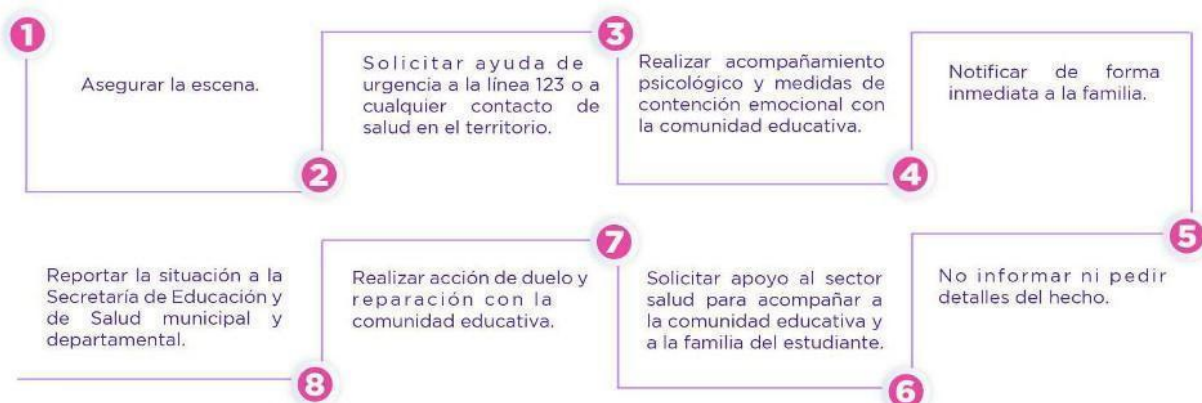 1
Asegurar la escena.
2
Solicitar ayuda de
urgencia a la línea 123 o a
cualquier contacto de
salud en el territorio.
3
Realizar acompañamiento
psicológico y medidas de
contención emocional con
la comunidad educativa.
4
Notificar de forma
inmediata a la familia.
5
No informar ni pedir
detalles del hecho.
6
Solicitar apoyo al sector
salud para acompañar a
la comunidad educativa y
a la familia del estudiante.
7
Realizar acción de duelo y
reparación con la
comunidad educativa.
8
Reportar la situación a la
Secretaría de Educación y
de Salud municipal y
departamental.